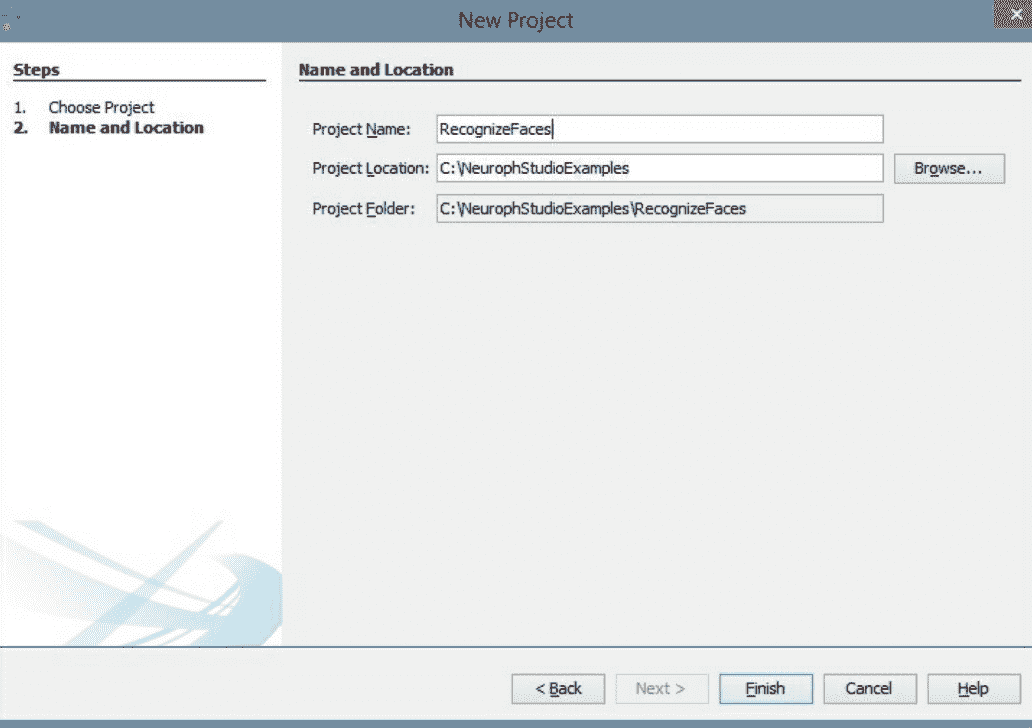 New Project
Steps
1. Choose Project
2. Name and Location
Name and Location
Project Name: RecognizeFaces
Project Location: C:\NeurophStudioExamples Browse...
Project Folder: C:\NeurophStudioExamples\RecognizeFaces
< Back Next > Finish Cancel Help